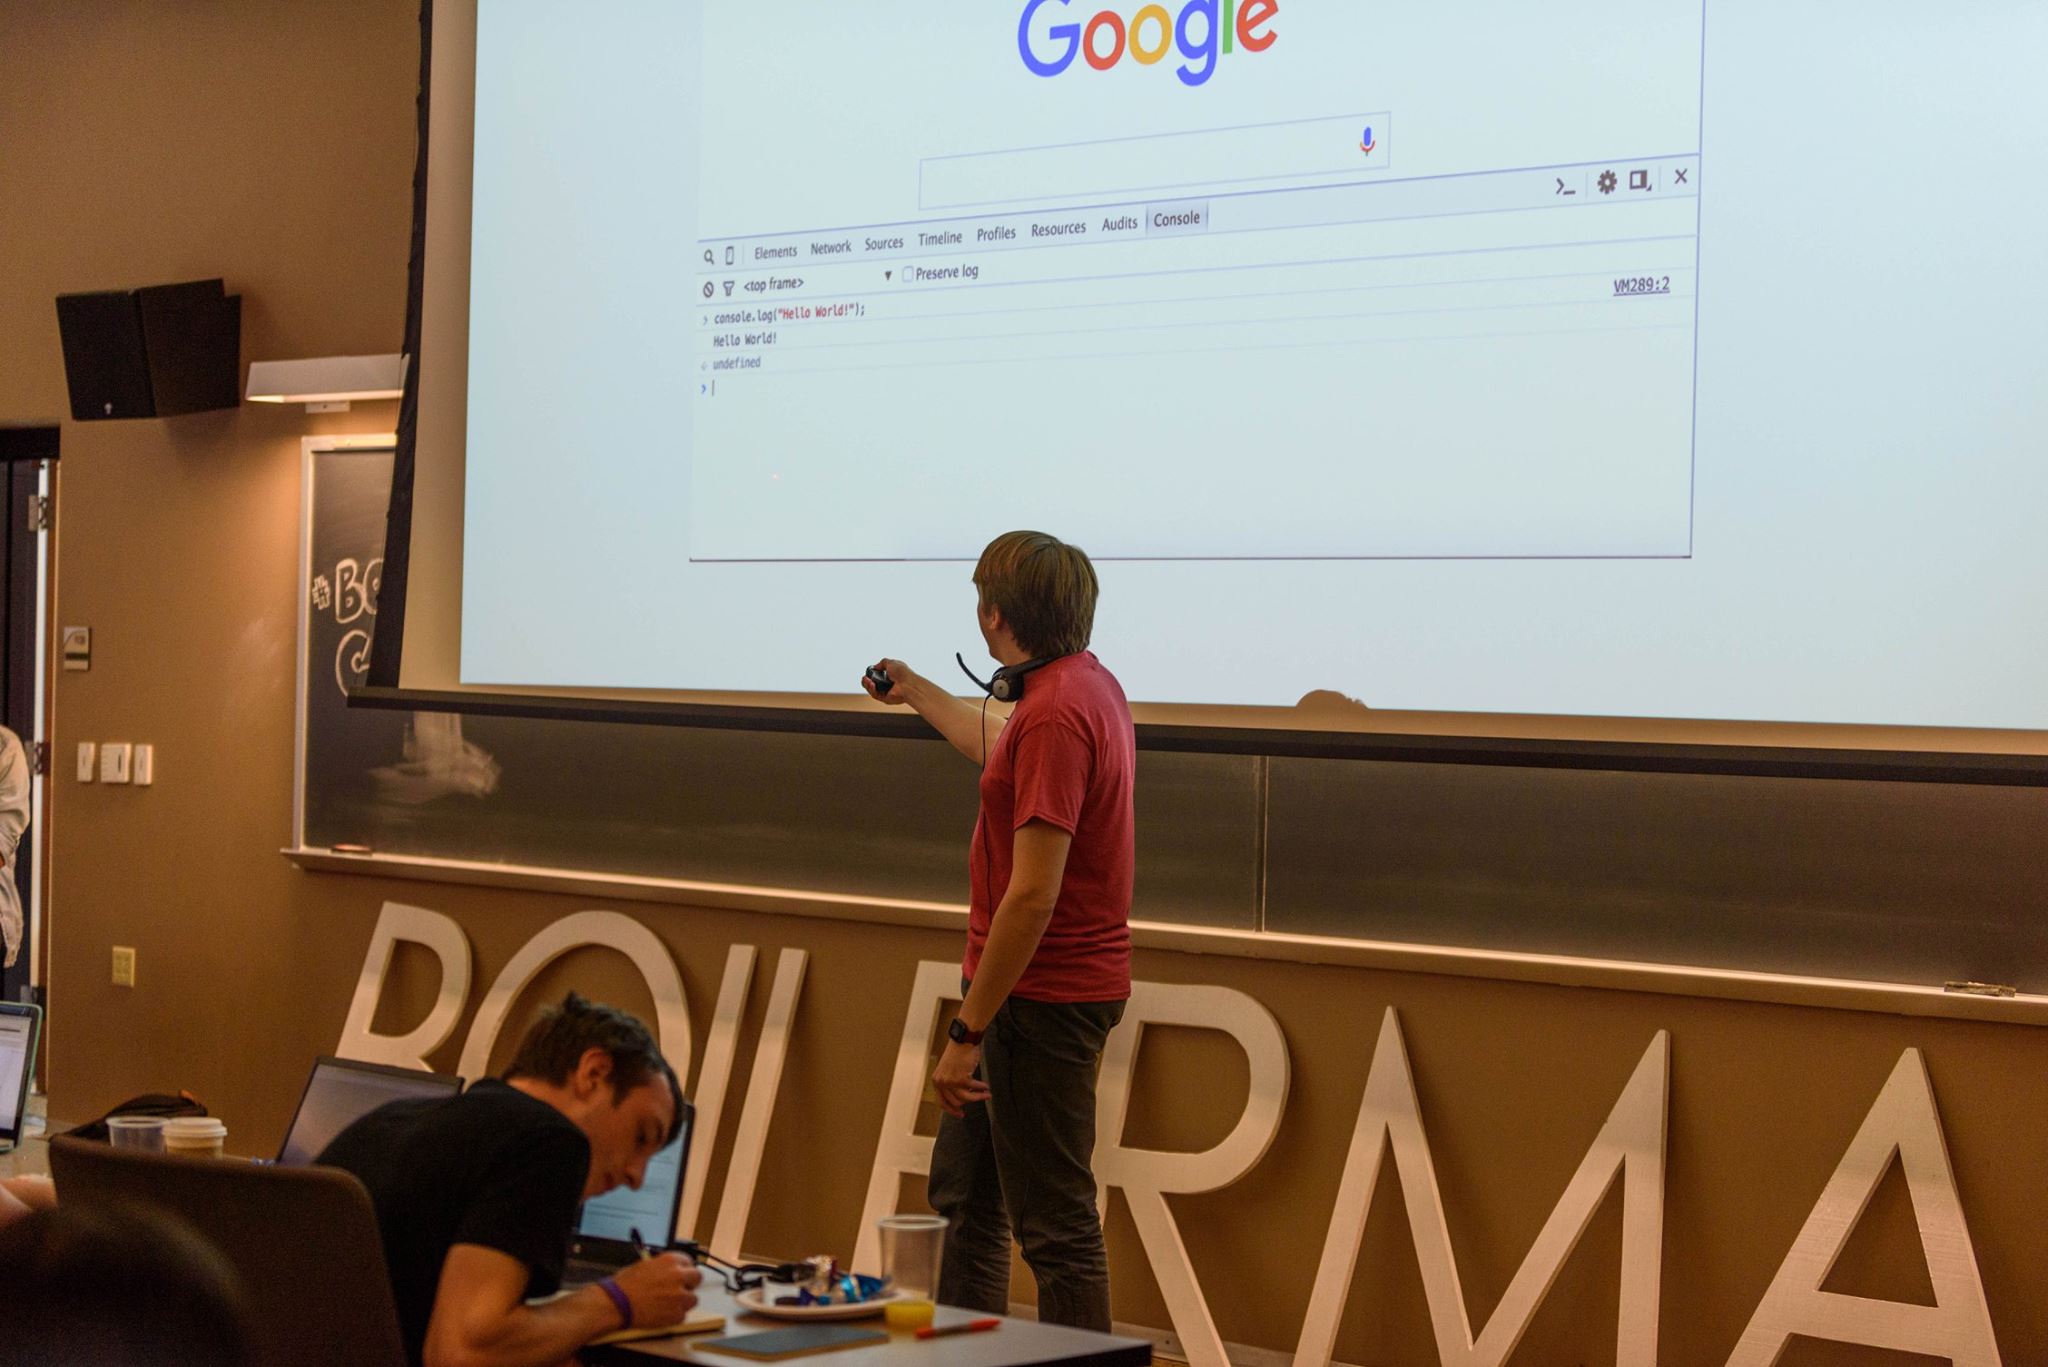 Google
Elements Network Sources Timeline Profiles Resources Audits Console
<top frame> Preserve log
console.log("Hello World!"); VM289:2
Hello World!
undefined
#BO
C
BOILERMA